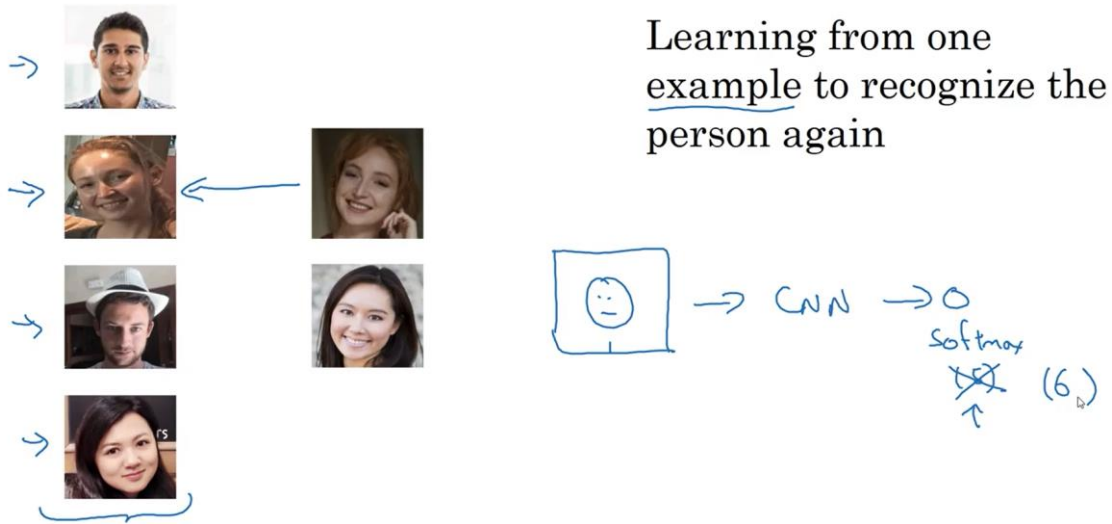 Learning from one
example to recognize the
person again
→ CNN → O
softmax
(6)